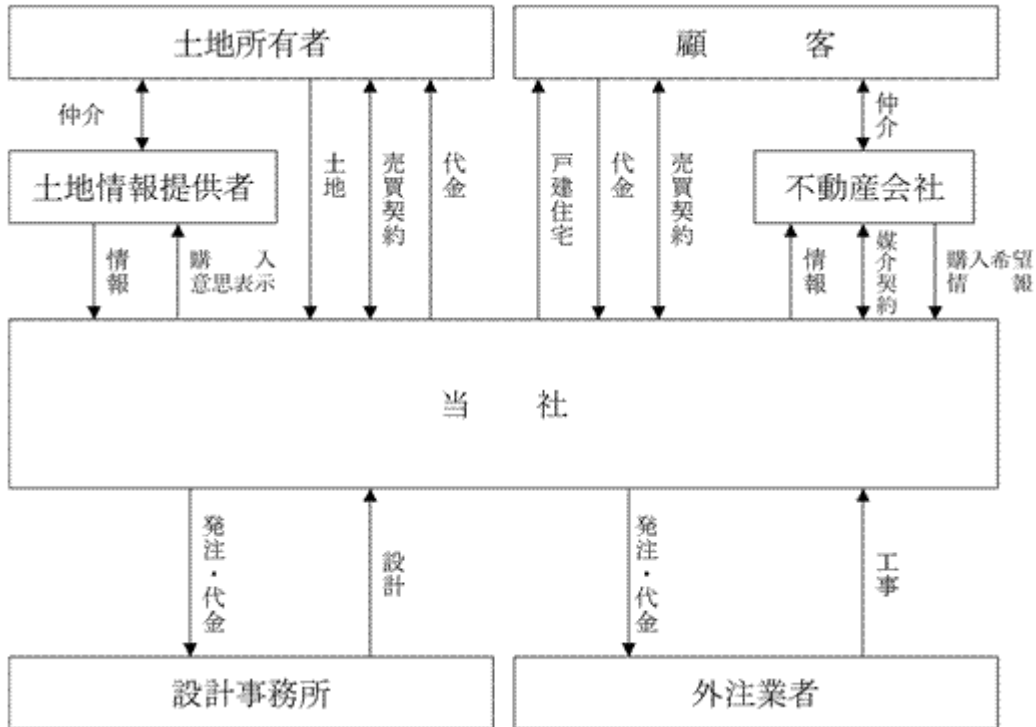 土地所有者
顧　客
仲介
土地
売買契約
代金
戸建住宅
代金
売買契約
仲介
土地情報提供者
不動産会社
情報
購　入
意思表示
情報
媒介契約
購入希望
情　報
当　社
発注・代金
設計
発注・代金
工事
設計事務所
外注業者